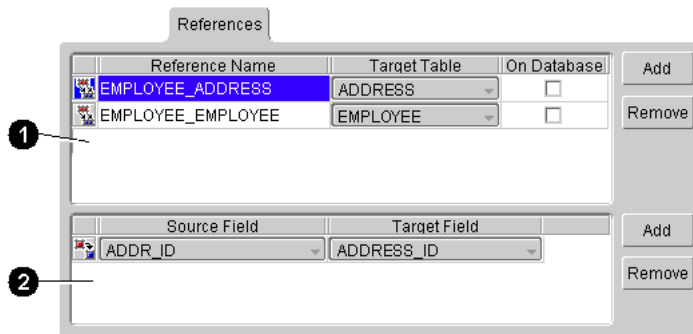 References
Reference Name Target Table On Database
EMPLOYEE_ADDRESS ADDRESS
EMPLOYEE_EMPLOYEE EMPLOYEE
Add
Remove
1
Source Field Target Field
ADDR_ID ADDRESS_ID
Add
Remove
2